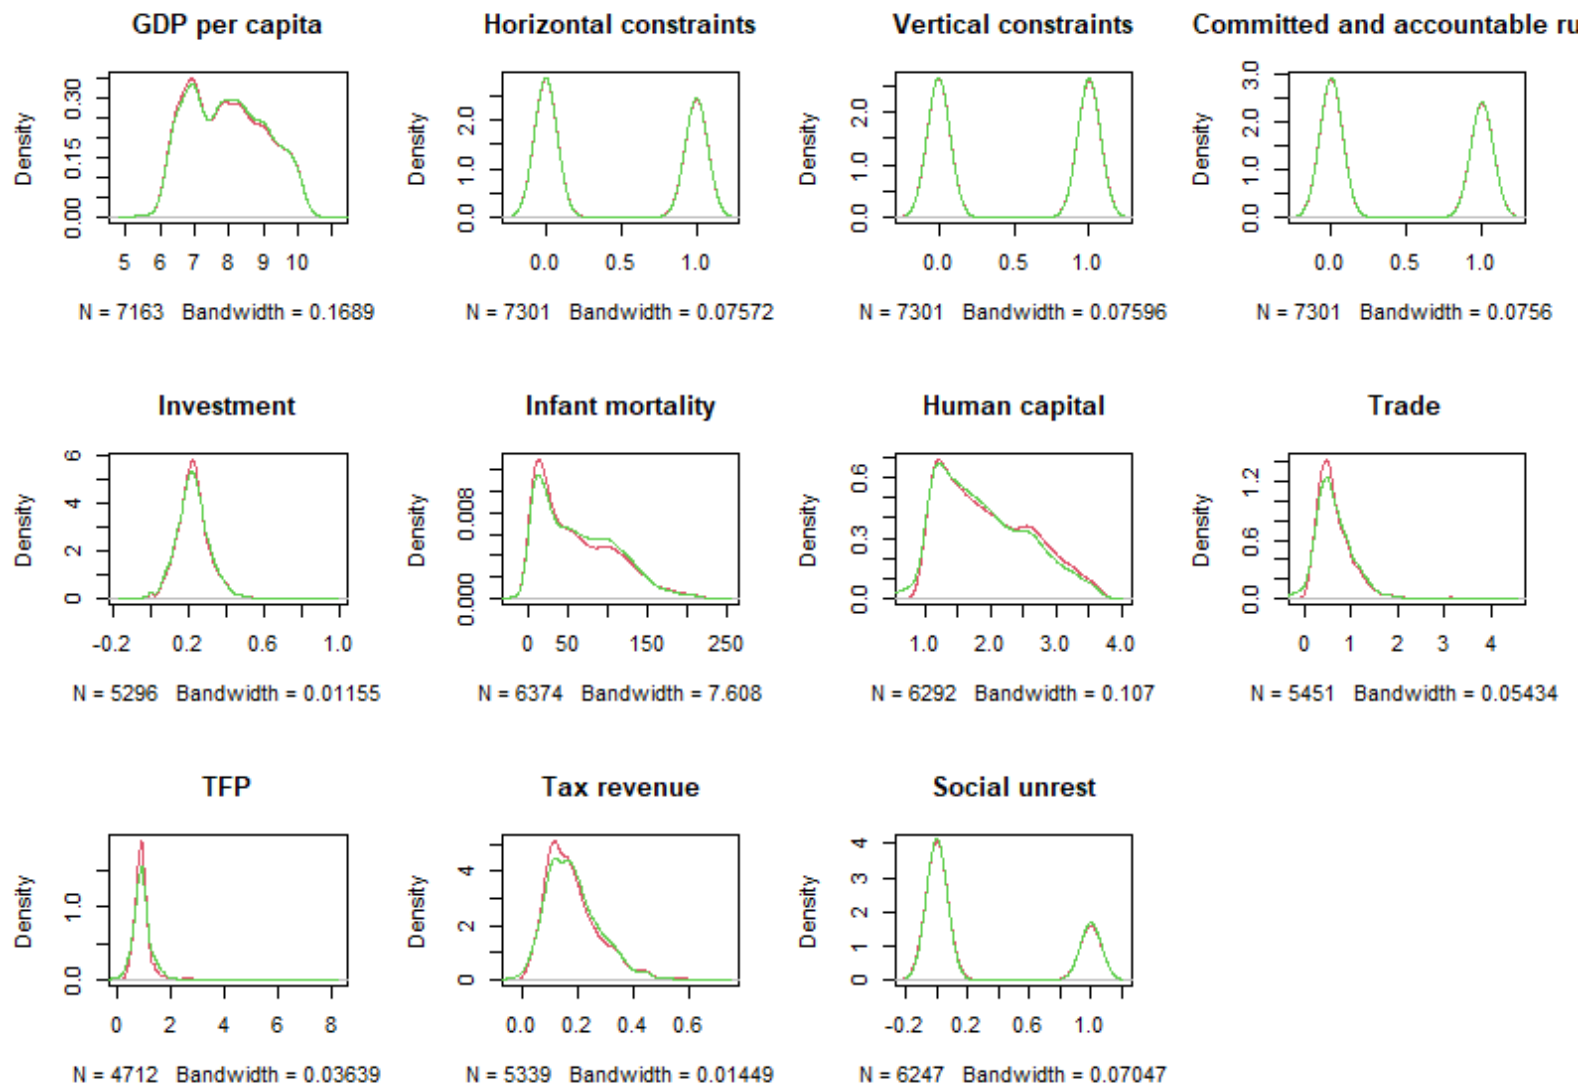 GDP per capita
Density
0.00 0.15 0.30
5 6 7 8 9 10
N = 7163 Bandwidth = 0.1689
Horizontal constraints
Density
0.0 1.0 2.0
0.0 0.5 1.0
N = 7301 Bandwidth = 0.07572
Vertical constraints
Density
0.0 1.0 2.0
0.0 0.5 1.0
N = 7301 Bandwidth = 0.07596
Committed and accountable ru
Density
0.0 1.0 2.0 3.0
0.0 0.5 1.0
N = 7301 Bandwidth = 0.0756
Investment
Density
0 2 4 6
-0.2 0.2 0.6 1.0
N = 5296 Bandwidth = 0.01155
Infant mortality
Density
0.000 0.008
0 50 150 250
N = 6374 Bandwidth = 7.608
Human capital
Density
0.0 0.3 0.6
1.0 2.0 3.0 4.0
N = 6292 Bandwidth = 0.107
Trade
Density
0.0 0.6 1.2
0 1 2 3 4
N = 5451 Bandwidth = 0.05434
TFP
Density
0.0 1.0
0 2 4 6 8
N = 4712 Bandwidth = 0.03639
Tax revenue
Density
0 2 4
0.0 0.2 0.4 0.6
N = 5339 Bandwidth = 0.01449
Social unrest
Density
0 1 2 3 4
-0.2 0.2 0.6 1.0
N = 6247 Bandwidth = 0.07047